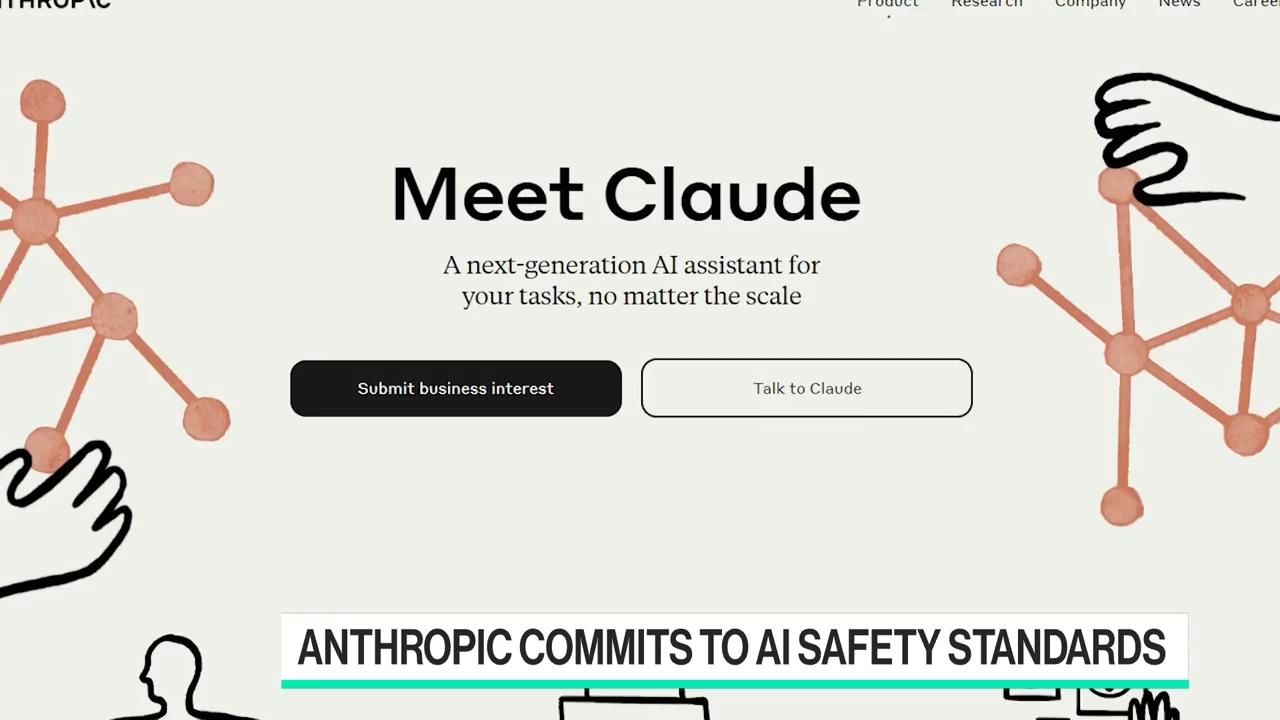 Product Research Company News
Meet Claude
A next-generation AI assistant for
your tasks, no matter the scale
Submit business interest Talk to Claude
ANTHROPIC COMMITS TO AI SAFETY STANDARDS